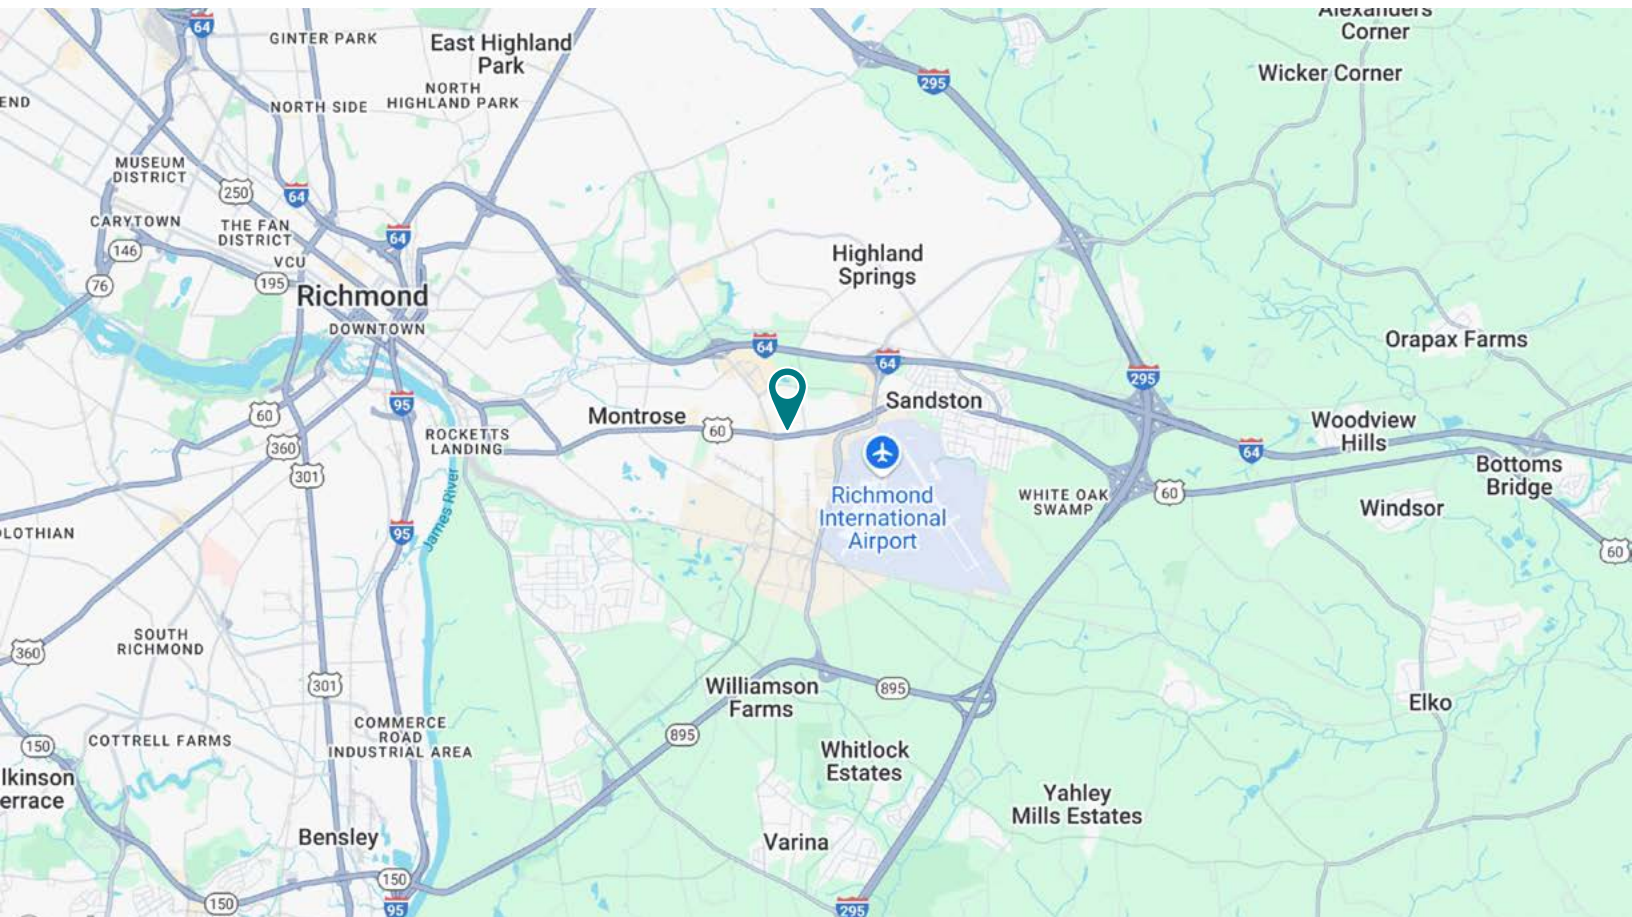 64
GINTER PARK
East Highland
Park
Alexanders
Corner
Wicker Corner
295
END
NORTH SIDE
NORTH
HIGHLAND PARK
MUSEUM
DISTRICT
250
64
CARYTOWN
THE FAN
DISTRICT
64
146
VCU
76
195
Richmond
DOWNTOWN
Highland
Springs
Orapax Farms
64
64
295
95
60
Montrose
60
Sandston
ROCKETTS
LANDING
360
301
Woodview
Hills
64
Bottoms
Bridge
WHITE OAK
SWAMP
60
Windsor
Richmond
International
Airport
James River
95
LOTHIAN
60
SOUTH
RICHMOND
360
301
Williamson
Farms
895
Elko
COMMERCE
ROAD
INDUSTRIAL AREA
895
150
COTTRELL FARMS
Whitlock
Estates
lkinson
errace
Yahley
Mills Estates
Bensley
Varina
150
150
95
295